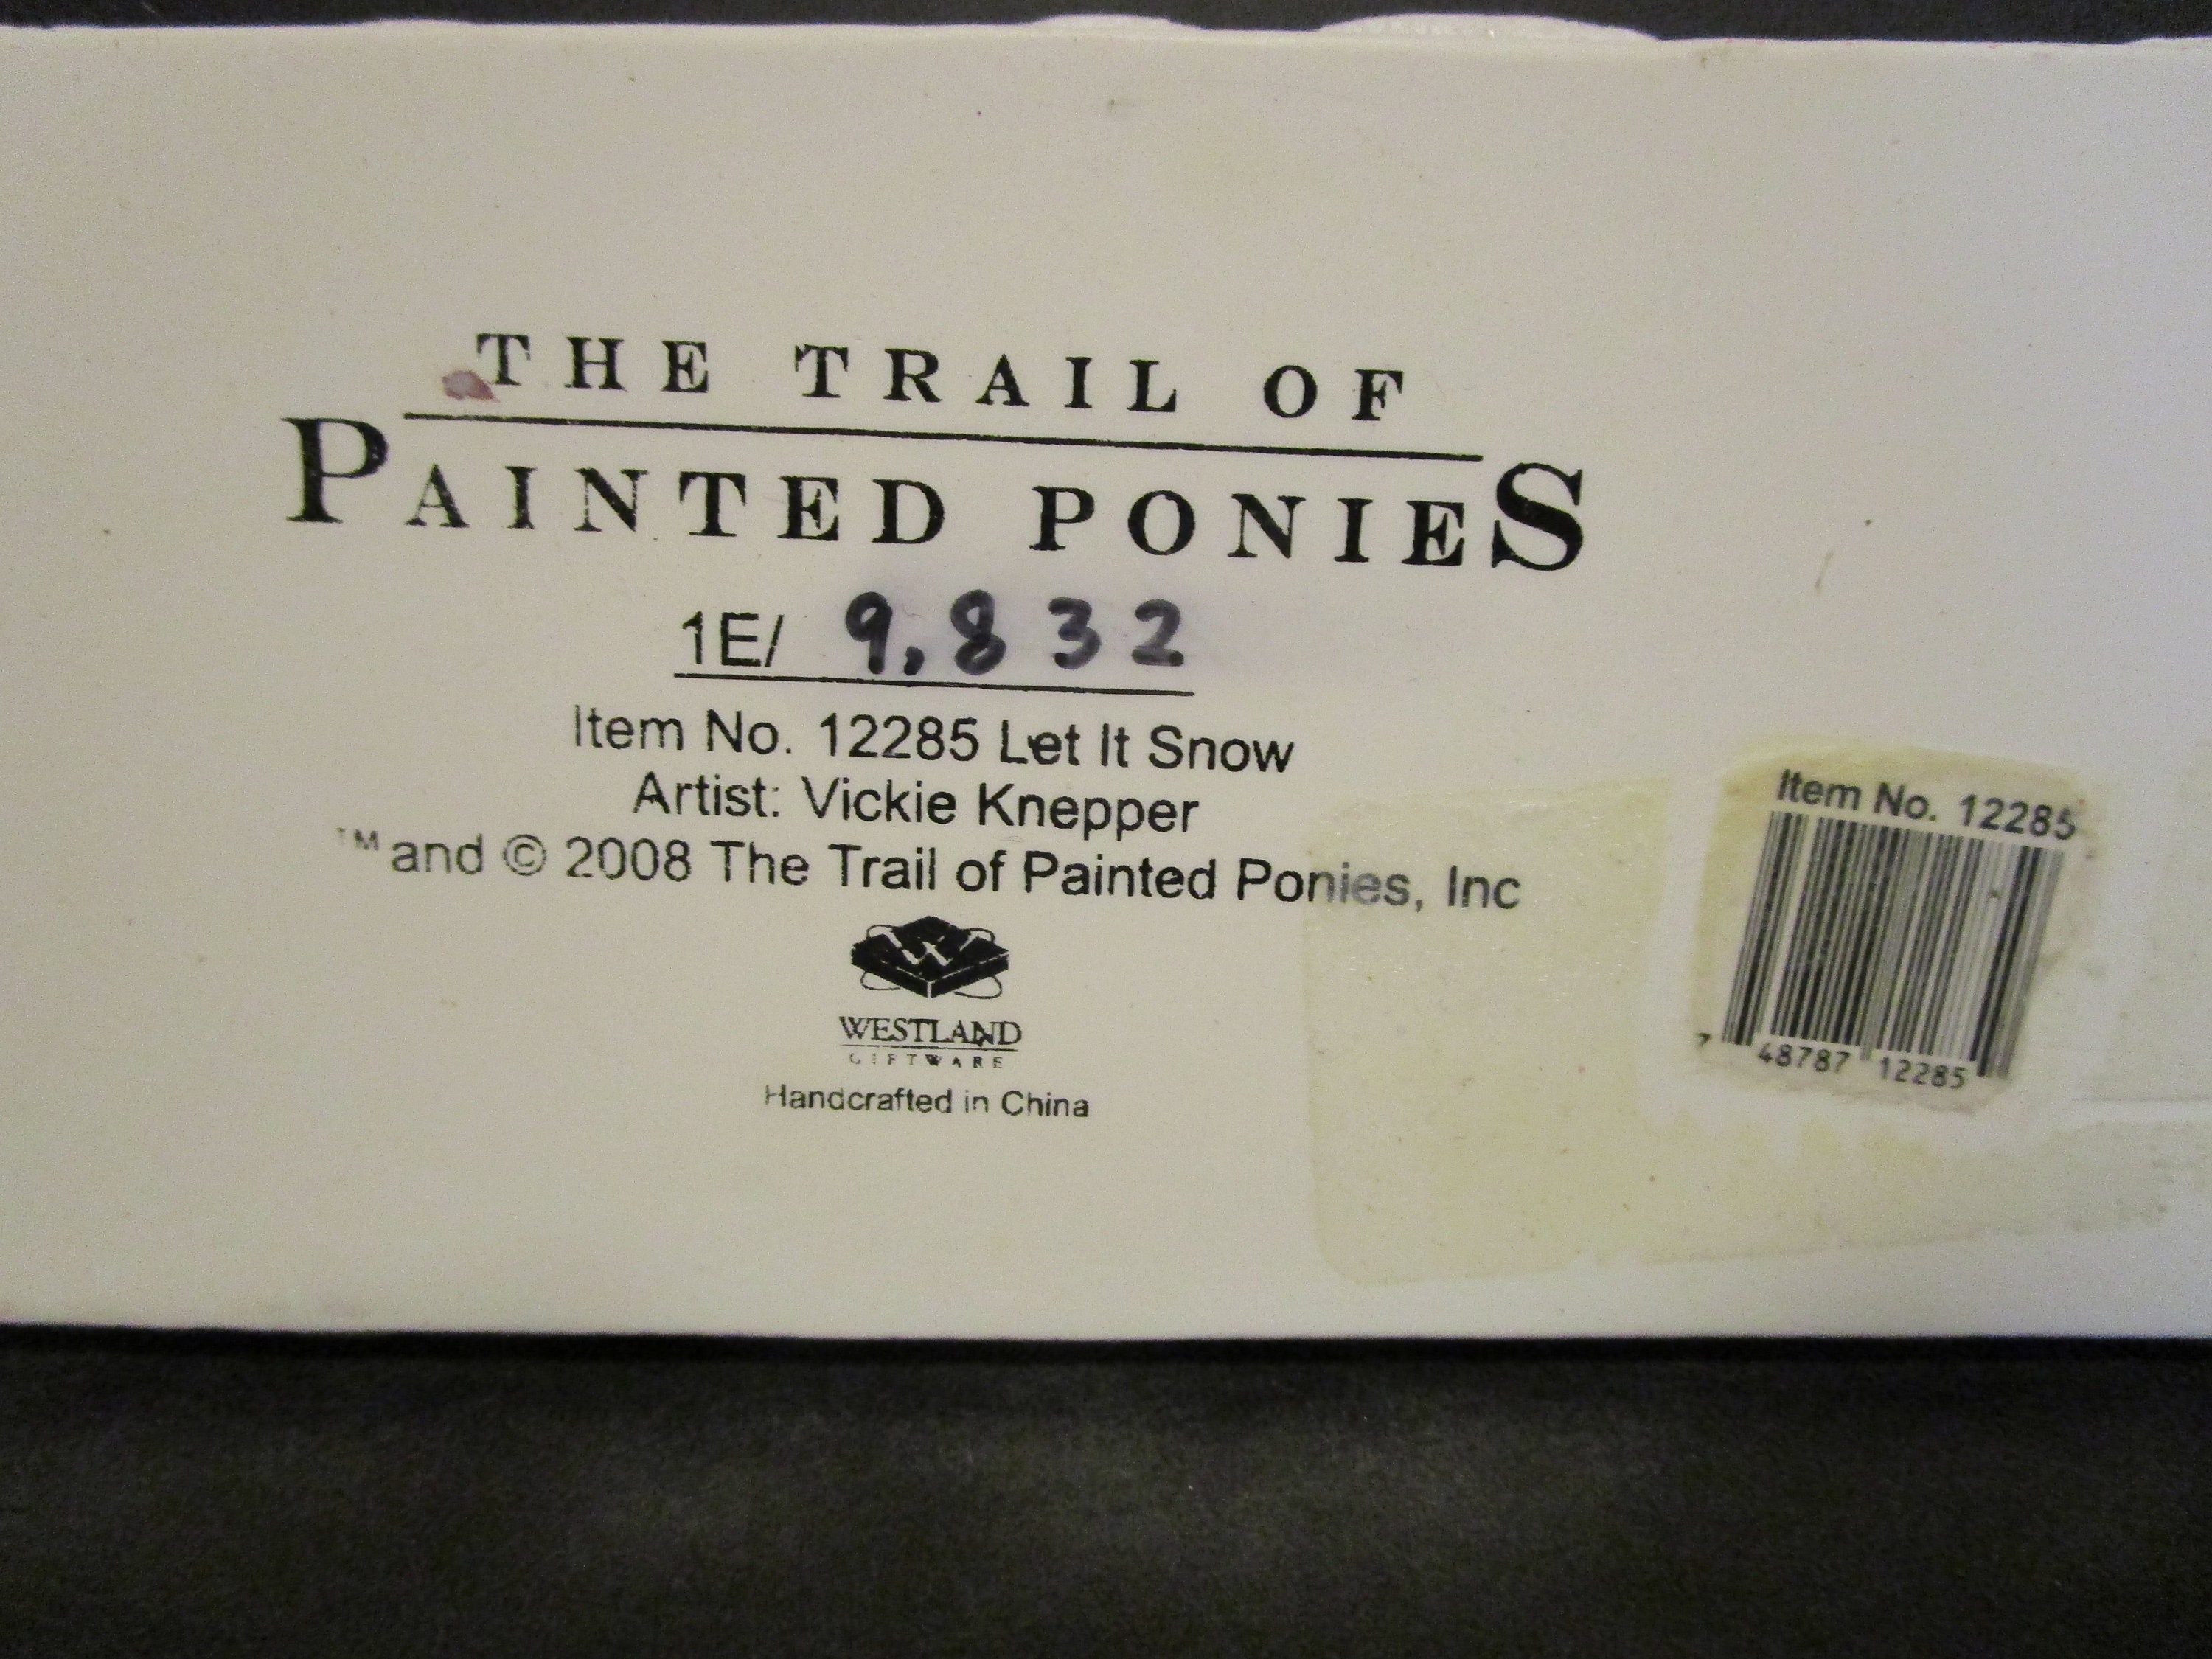 THE TRAIL OF
PAINTED PONIES
1E/ 9,832
Item No. 12285 Let It Snow
Artist: Vickie Knepper
™ and © 2008 The Trail of Painted Ponies, Inc
W
WESTLAND
GIFTWARE
Handcrafted in China
Item No. 12285
7 48787 12285